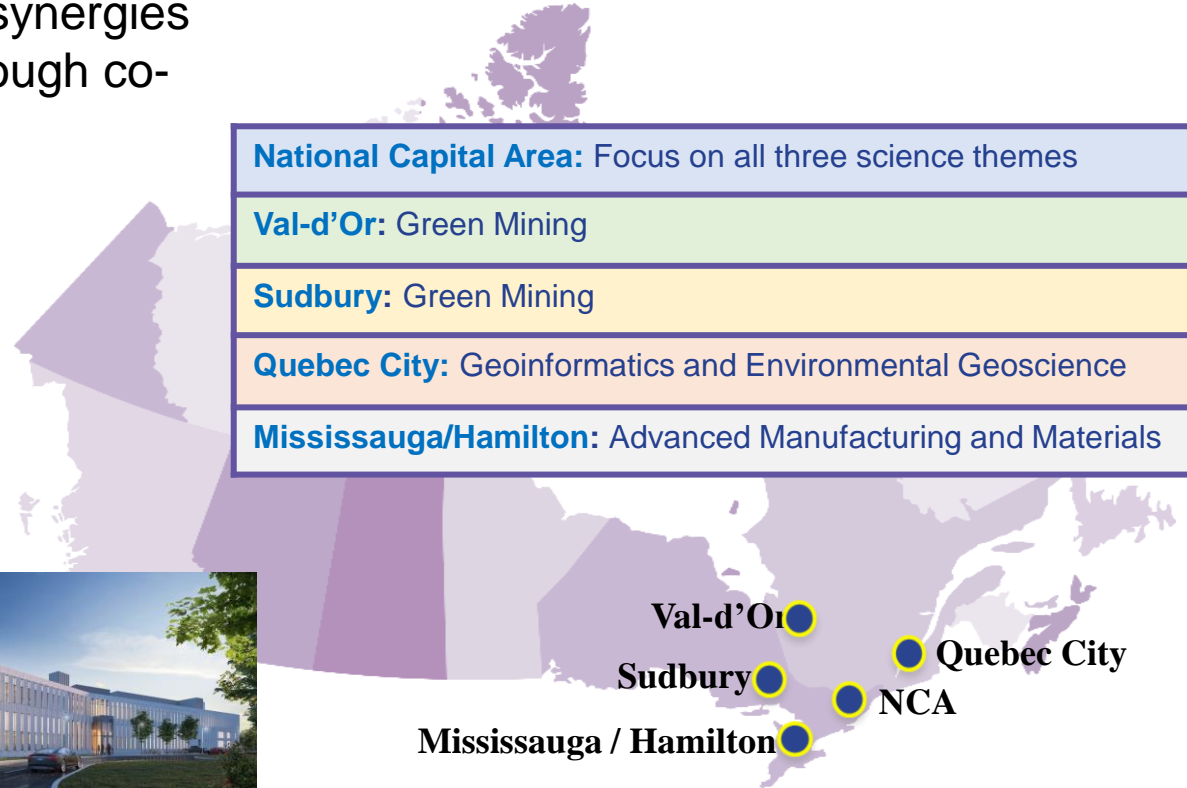 synergies
ough co-
National Capital Area: Focus on all three science themes
Val-d’Or: Green Mining
Sudbury: Green Mining
Quebec City: Geoinformatics and Environmental Geoscience
Mississauga/Hamilton: Advanced Manufacturing and Materials
Val-d’Or
Quebec City
Sudbury
NCA
Mississauga / Hamilton